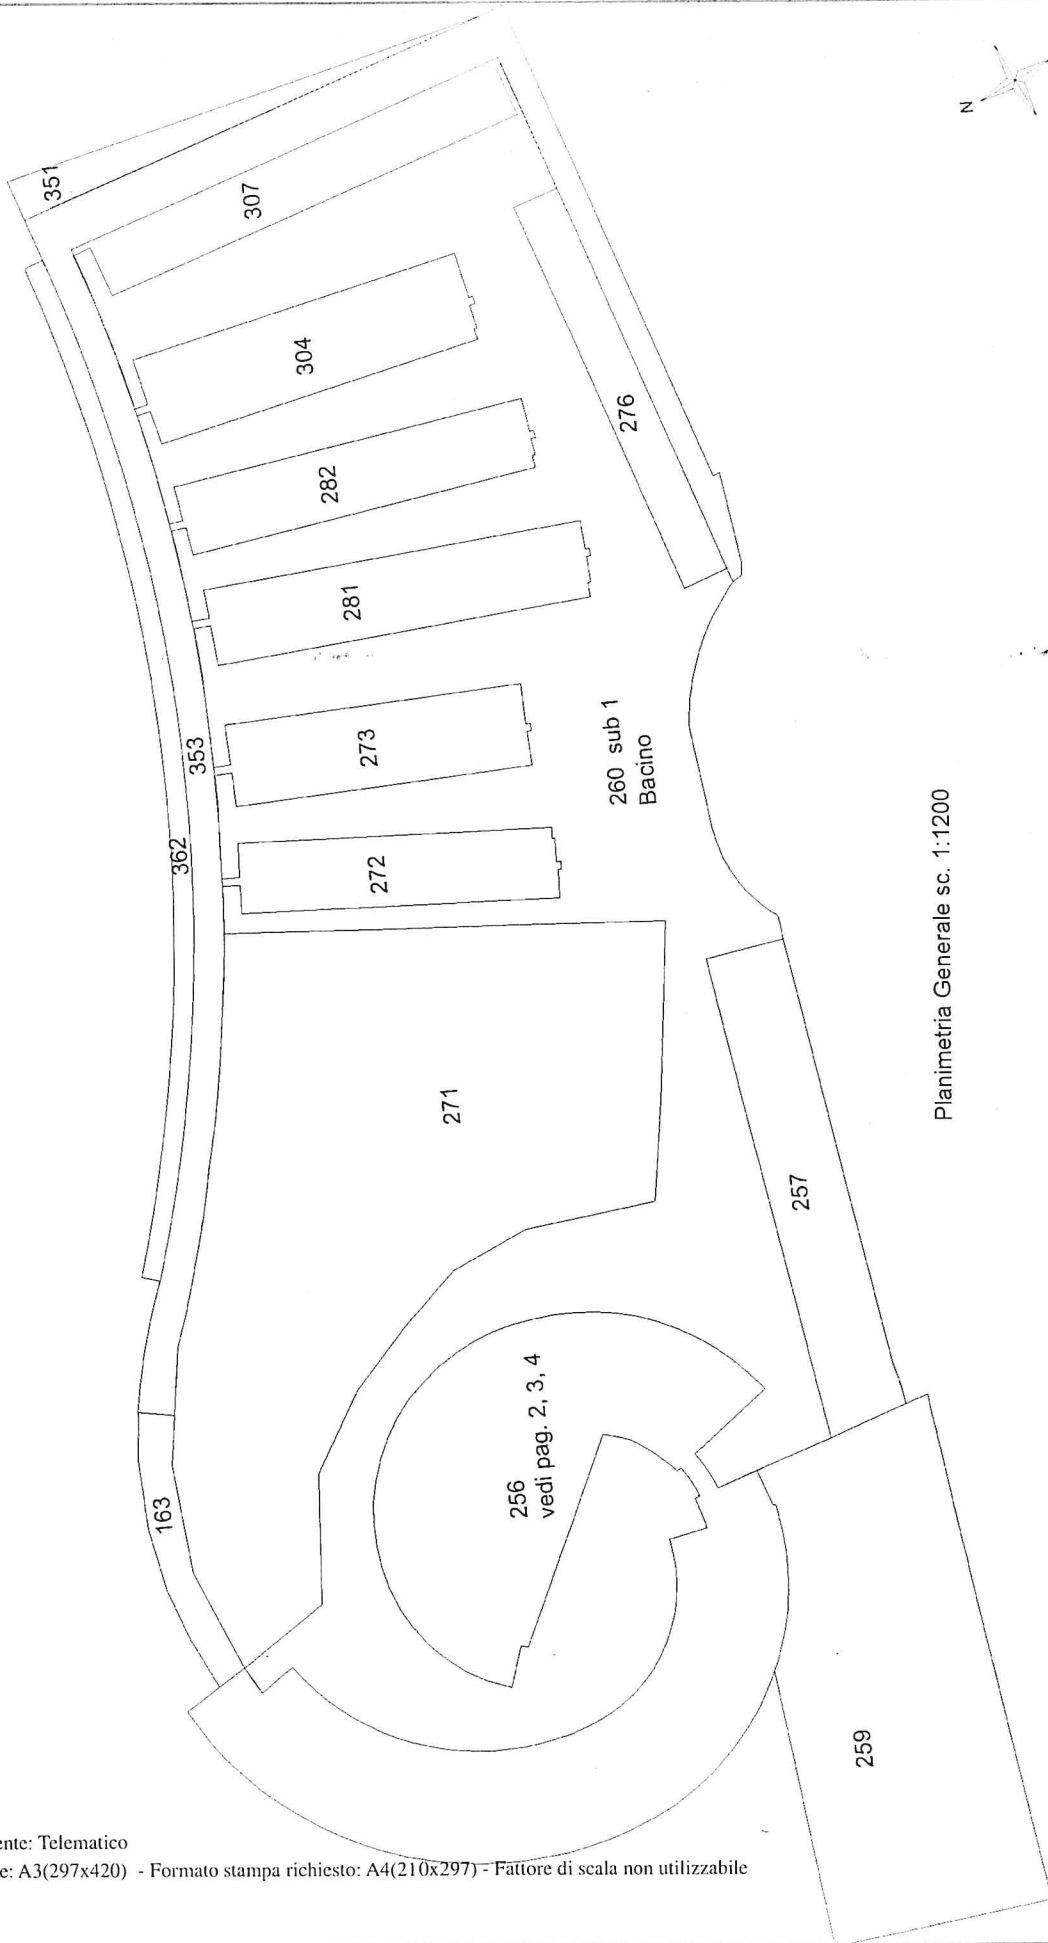 N
351
307
304
282
276
281
353
273
260 sub 1
Bacino
362
272
Planimetria Generale sc. 1:1200
271
257
256
vedi pag. 2, 3, 4
163
259
Telematico
A3(297x420) - Formato stampa richiesto: A4(210x297) - Fattore di scala non utilizzabile